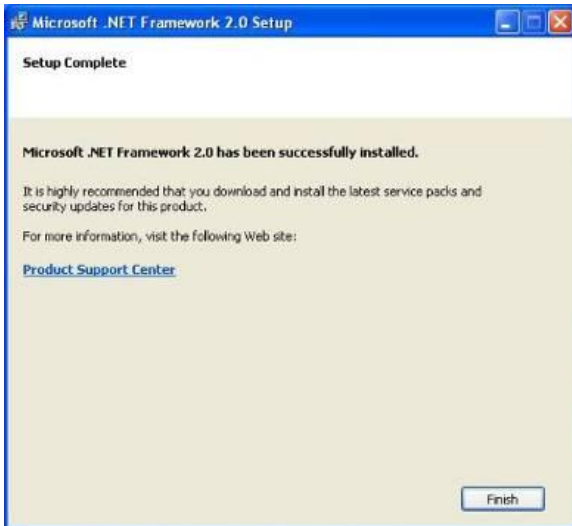 Microsoft .NET Framework 2.0 Setup
Setup Complete
Microsoft .NET Framework 2.0 has been successfully installed.
It is highly recommended that you download and install the latest service packs and
security updates for this product.
For more information, visit the following Web site:
Product Support Center
Finish